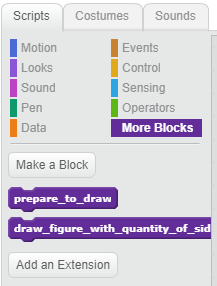 Scripts Costumes Sounds
Motion Events
Looks Control
Sound Sensing
Pen Operators
Data More Blocks
Make a Block
prepare_to_draw
draw_figure_with_quantity_of_sid
Add an Extension